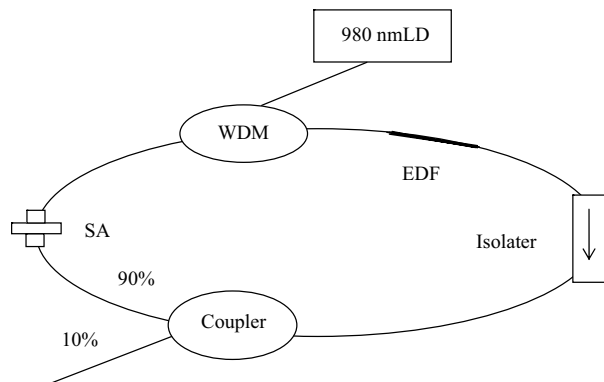 980 nmLD
WDM
EDF
SA
Isolater
90%
Coupler
10%